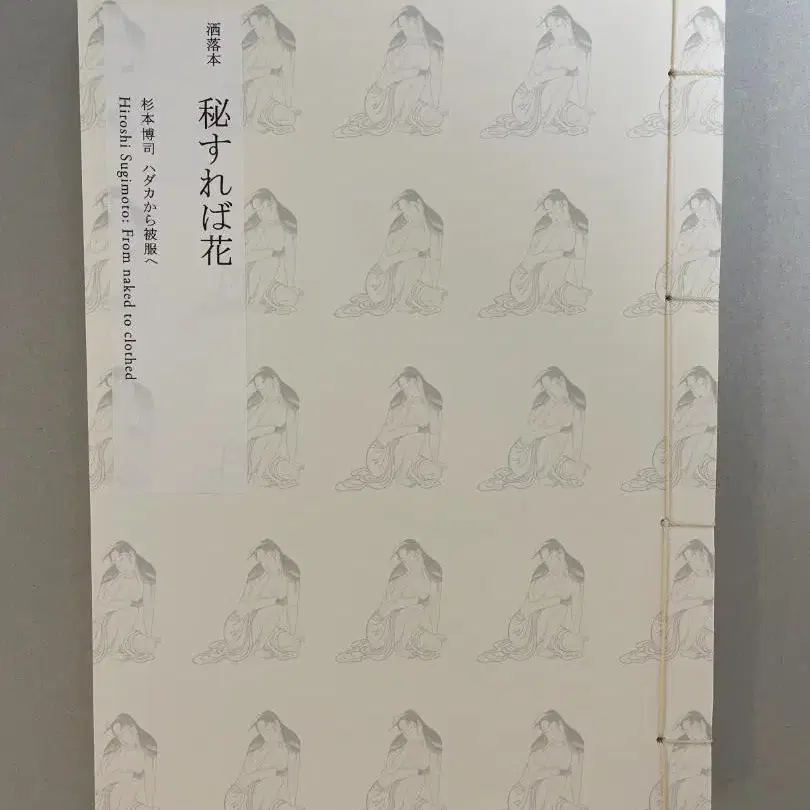 洒落本
秘すれば花
杉本博司 ハダカから被服へ
Hiroshi Sugimoto: From naked to clothed